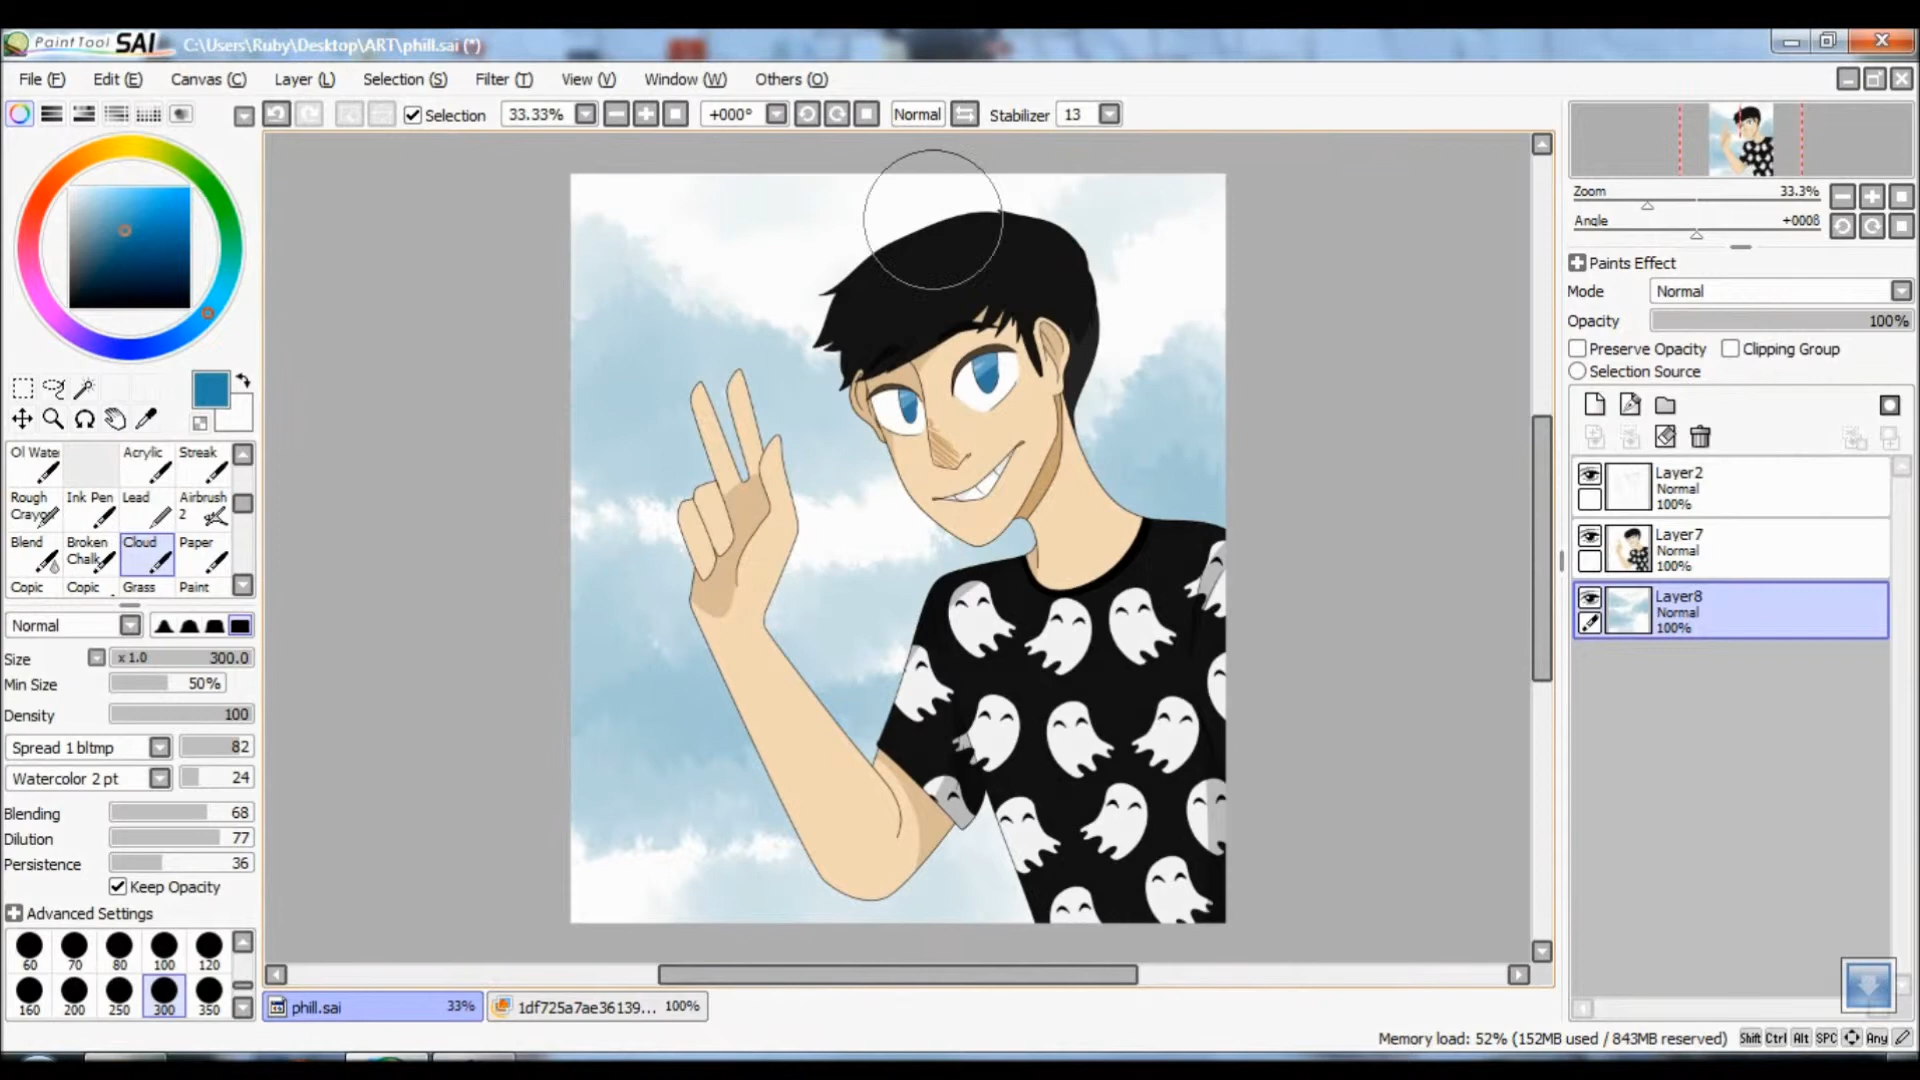 PaintTool SAI C:\Users\Ruby\Desktop\ART\phill.sai (*)
File (F) Edit (E) Canvas (C) Layer (L) Selection (S) Filter (T) View (V) Window (W) Others (O)
Selection 33.33% +000° Normal Stabilizer 13
Zoom 33.3%
Angle +000
Paints Effect
Mode Normal
Opacity 100%
Preserve Opacity Clipping Group
Selection Source
Layer2
Normal
100%
Layer7
Normal
100%
Layer8
Normal
100%
Acrylic Streak
Rough Crayon Ink Pen Lead Airbrush 2
Blend Broken Chalk Cloud Paper
Copic Copic Grass Paint
Normal
Size x 1.0 300.0
Min Size 50%
Density 100
Spread 1 bltmp 82
Watercolor 2 pt 24
Blending 68
Dilution 77
Persistence 36
Keep Opacity
Advanced Settings
60 70 80 100 120
160 200 250 300 350
phill.sai 33% 1df725a7ae36139... 100%
Memory load: 52% (152MB used / 843MB reserved) Shift Ctrl Alt SPC Any